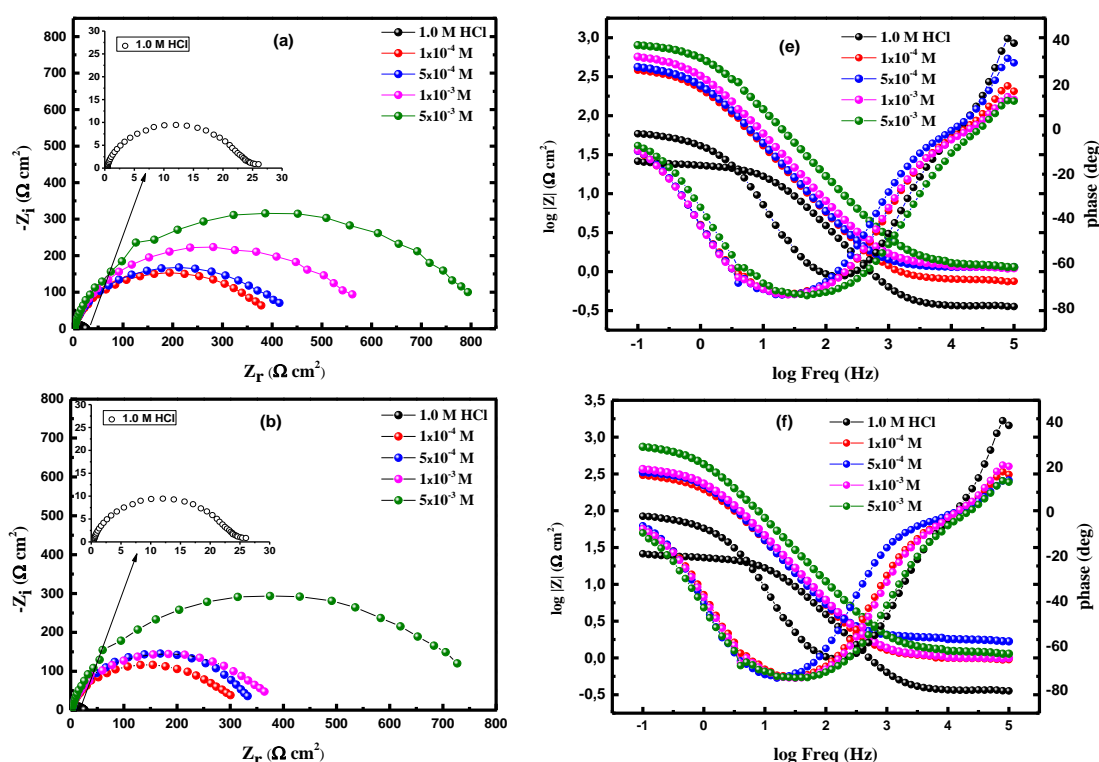 (a)
1.0 M HCl
1.0 M HCl
1x10⁻⁴ M
5x10⁻⁴ M
1x10⁻³ M
5x10⁻³ M
30
25
20
15
10
5
0
0 5 10 15 20 25 30
800
700
600
500
400
300
200
100
0
0 100 200 300 400 500 600 700 800
-Zi (Ω cm²)
Zr (Ω cm²)
(e)
1.0 M HCl
1x10⁻⁴ M
5x10⁻⁴ M
1x10⁻³ M
5x10⁻³ M
3,0
2,5
2,0
1,5
1,0
0,5
0,0
-0,5
-1 0 1 2 3 4 5
40
20
0
-20
-40
-60
-80
log |Z| (Ω cm²)
phase (deg)
log Freq (Hz)
(b)
1.0 M HCl
1.0 M HCl
1x10⁻⁴ M
5x10⁻⁴ M
1x10⁻³ M
5x10⁻³ M
30
25
20
15
10
5
0
0 5 10 15 20 25 30
800
700
600
500
400
300
200
100
0
0 100 200 300 400 500 600 700 800
-Zi (Ω cm²)
Zr (Ω cm²)
(f)
1.0 M HCl
1x10⁻⁴ M
5x10⁻⁴ M
1x10⁻³ M
5x10⁻³ M
3,5
3,0
2,5
2,0
1,5
1,0
0,5
0,0
-0,5
-1 0 1 2 3 4 5
40
20
0
-20
-40
-60
-80
log |Z| (Ω cm²)
phase (deg)
log Freq (Hz)